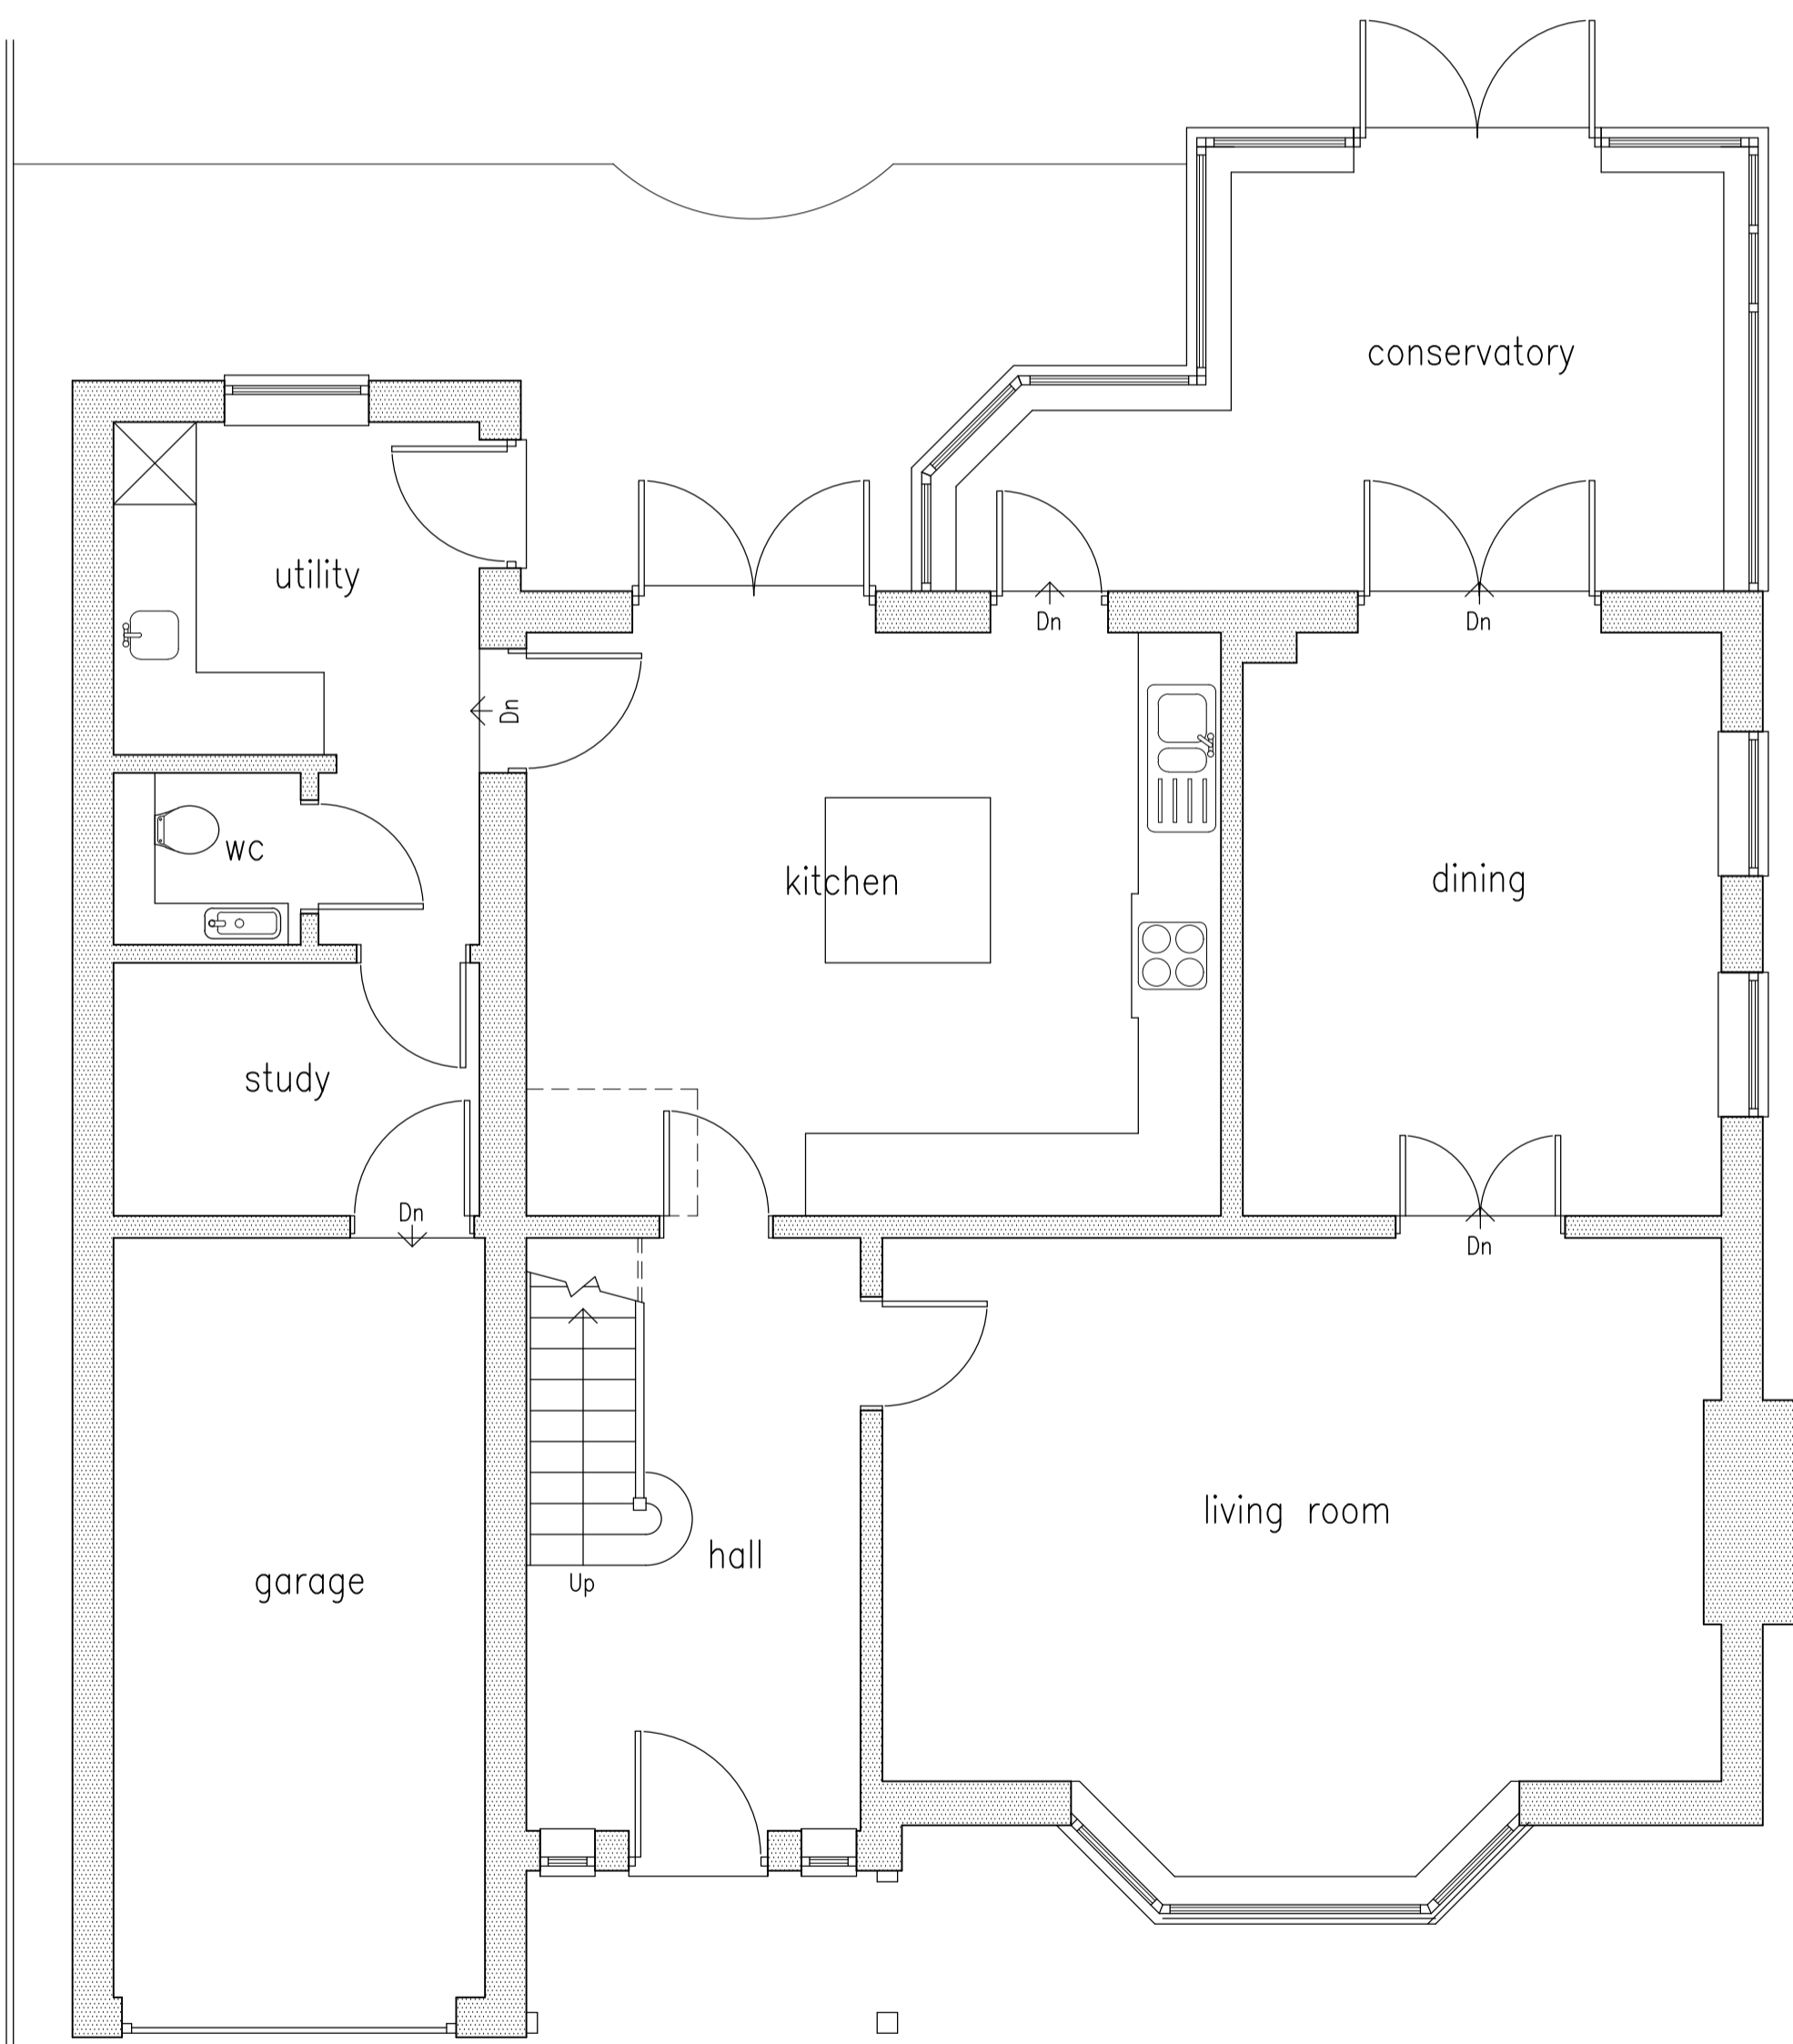 conservatory
utility
Dn
Dn
Dn
wc
kitchen
dining
study
Dn
Dn
living room
hall
garage
Up